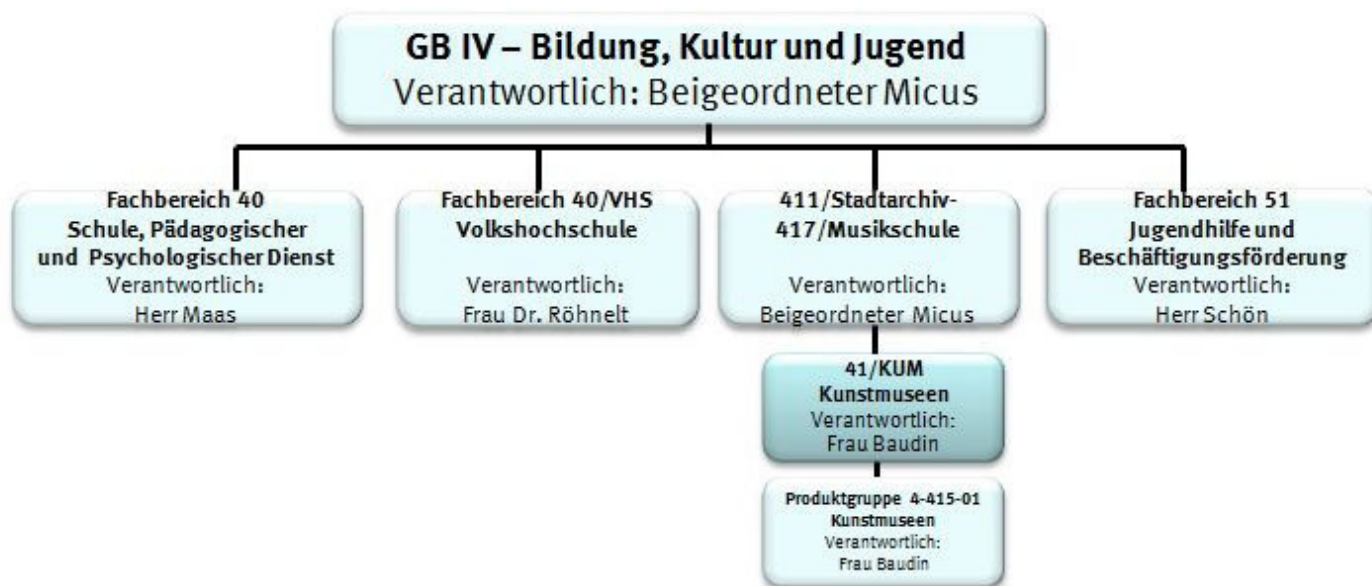 GB IV – Bildung, Kultur und Jugend
Verantwortlich: Beigeordneter Micus
Fachbereich 40
Schule, Pädagogischer
und Psychologischer Dienst
Verantwortlich:
Herr Maas
Fachbereich 40/VHS
Volkshochschule
Verantwortlich:
Frau Dr. Röhnelt
411/Stadtarchiv-
417/Musikschule
Verantwortlich:
Beigeordneter Micus
Fachbereich 51
Jugendhilfe und
Beschäftigungsförderung
Verantwortlich:
Herr Schön
41/KUM
Kunstmuseen
Verantwortlich:
Frau Baudin
Produktgruppe 4-415-01
Kunstmuseen
Verantwortlich:
Frau Baudin